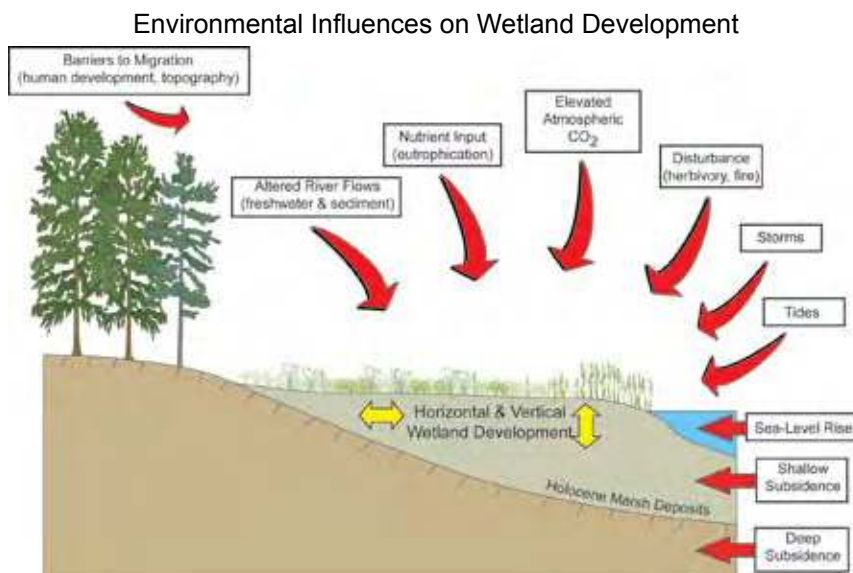 Environmental Influences on Wetland Development
Barriers to Migration
(human development, topography)
Elevated
Atmospheric
CO2
Nutrient Input
(eutrophication)
Disturbance
(herbivory, fire)
Altered River Flows
(freshwater & sediment)
Storms
Tides
Horizontal & Vertical
Wetland Development
Sea-Level Rise
Shallow
Subsidence
Holocene Marsh Deposits
Deep
Subsidence